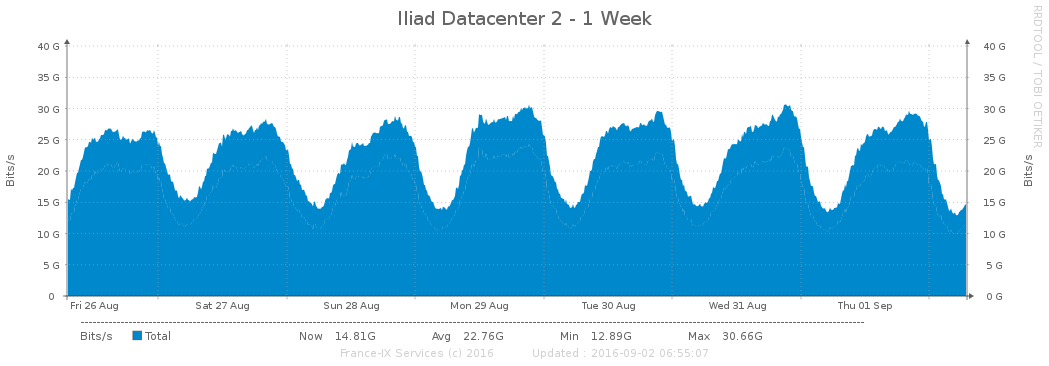 Iliad Datacenter 2 - 1 Week
RRDTOOL / TOBI OETIKER
Bits/s
40 G
35 G
30 G
25 G
20 G
15 G
10 G
5 G
0
40 G
35 G
30 G
25 G
20 G
15 G
10 G
5 G
0 G
Bits/s
Fri 26 Aug Sat 27 Aug Sun 28 Aug Mon 29 Aug Tue 30 Aug Wed 31 Aug Thu 01 Sep
Bits/s Total Now 14.81G Avg 22.76G Min 12.89G Max 30.66G
France-IX Services (c) 2016 Updated : 2016-09-02 06:55:07